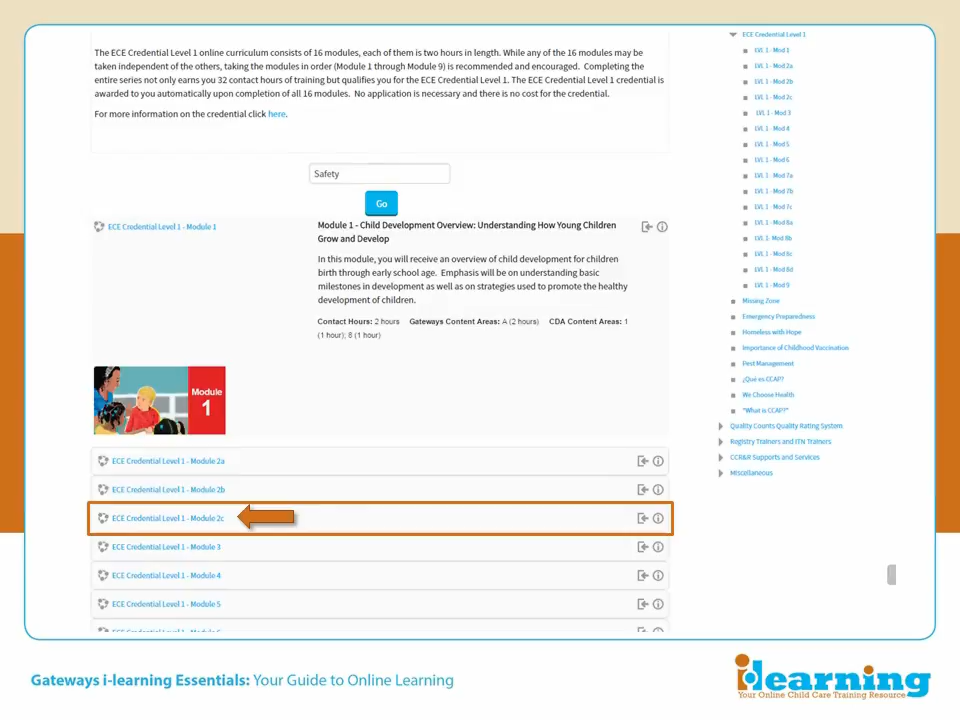 The ECE Credential Level 1 online curriculum consists of 16 modules, each of them is two hours in length. While any of the 16 modules may be
taken independent of the others, taking the modules in order (Module 1 through Module 9) is recommended and encouraged. Completing the
entire series not only earns you 32 contact hours of training but qualifies you for the ECE Credential Level 1. The ECE Credential Level 1 credential is
awarded to you automatically upon completion of all 16 modules. No application is necessary and there is no cost for the credential.
For more information on the credential click here.
Safety
Go
ECE Credential Level 1 - Module 1
Module 1 - Child Development Overview: Understanding How Young Children
Grow and Develop
In this module, you will receive an overview of child development for children
birth through early school age. Emphasis will be on understanding basic
milestones in development as well as on strategies used to promote the healthy
development of children.
Contact Hours: 2 hours Gateways Content Areas: A (2 hours) CDA Content Areas: 1
(1 hour); 8 (1 hour)
Module
1
ECE Credential Level 1 - Module 2a
ECE Credential Level 1 - Module 2b
ECE Credential Level 1 - Module 2c
ECE Credential Level 1 - Module 3
ECE Credential Level 1 - Module 4
ECE Credential Level 1 - Module 5
ECE Credential Level 1 - Module 6
ECE Credential Level 1
LVL 1 - Mod 1
LVL 1 - Mod 2a
LVL 1 - Mod 2b
LVL 1 - Mod 2c
LVL 1 - Mod 3
LVL 1 - Mod 4
LVL 1 - Mod 5
LVL 1 - Mod 6
LVL 1 - Mod 7a
LVL 1 - Mod 7b
LVL 1 - Mod 7c
LVL 1 - Mod 8a
LVL 1- Mod 8b
LVL 1 - Mod 8c
LVL 1 - Mod 8d
LVL 1 - Mod 9
Missing Zone
Emergency Preparedness
Homeless with Hope
Importance of Childhood Vaccination
Pest Management
¿Qué es CCAP?
We Choose Health
"What is CCAP?"
Quality Counts Quality Rating System
Registry Trainers and ITN Trainers
CCR&R Supports and Services
Miscellaneous
Gateways i-learning Essentials: Your Guide to Online Learning
ilearning
Your Online Child Care Training Resource